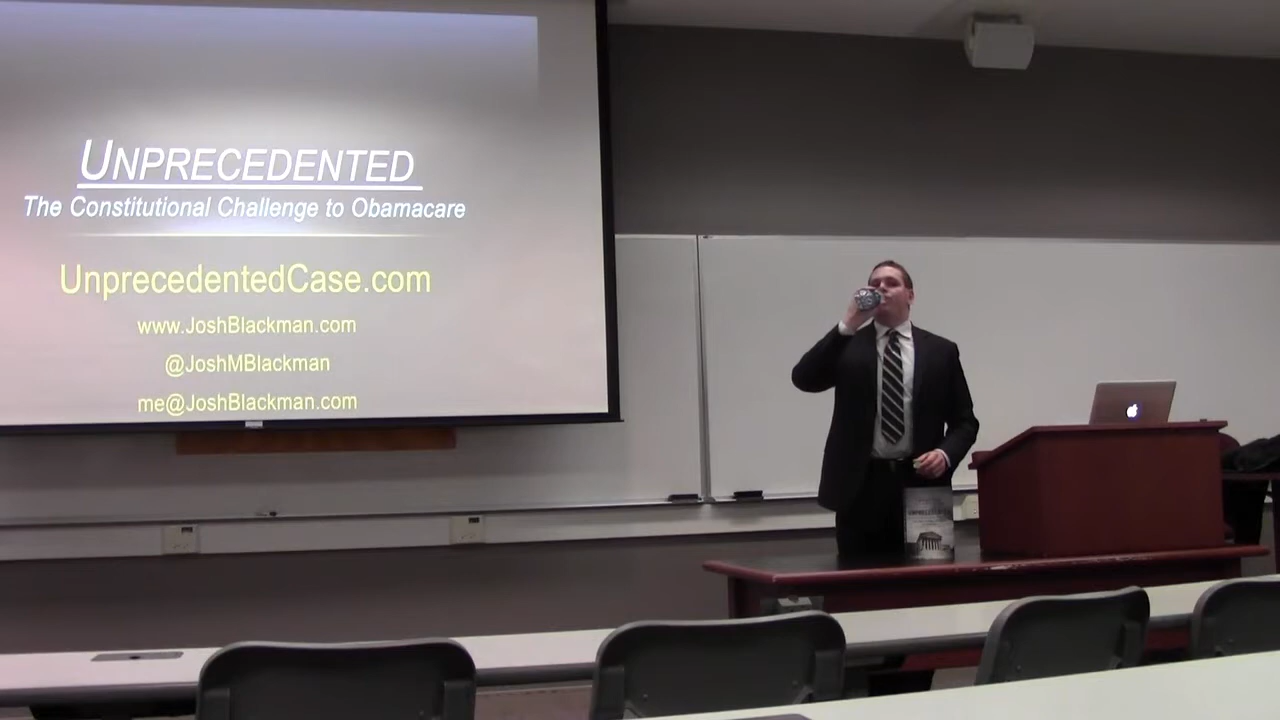 UNPRECEDENTED
The Constitutional Challenge to Obamacare
UnprecedentedCase.com
www.JoshBlackman.com
@JoshMBlackman
me@JoshBlackman.com